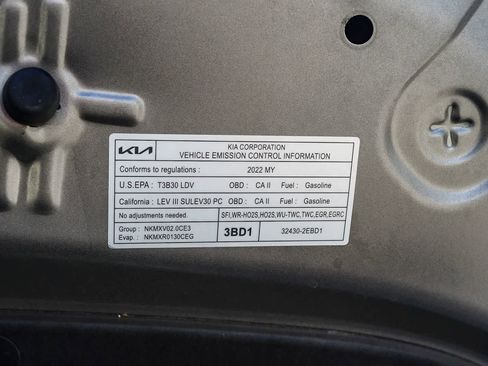 KIA
KIA CORPORATION
VEHICLE EMISSION CONTROL INFORMATION
Conforms to regulations : 2022 MY
U.S.EPA : T3B30 LDV OBD : CA II Fuel : Gasoline
California : LEV III SULEV30 PC OBD : CA II Fuel : Gasoline
No adjustments needed. SFI,WR-HO2S,HO2S,WU-TWC,TWC,EGR,EGRC
Group : NKMXV02.0CE3
Evap. : NKMXR0130CEG
3BD1
32430-2EBD1